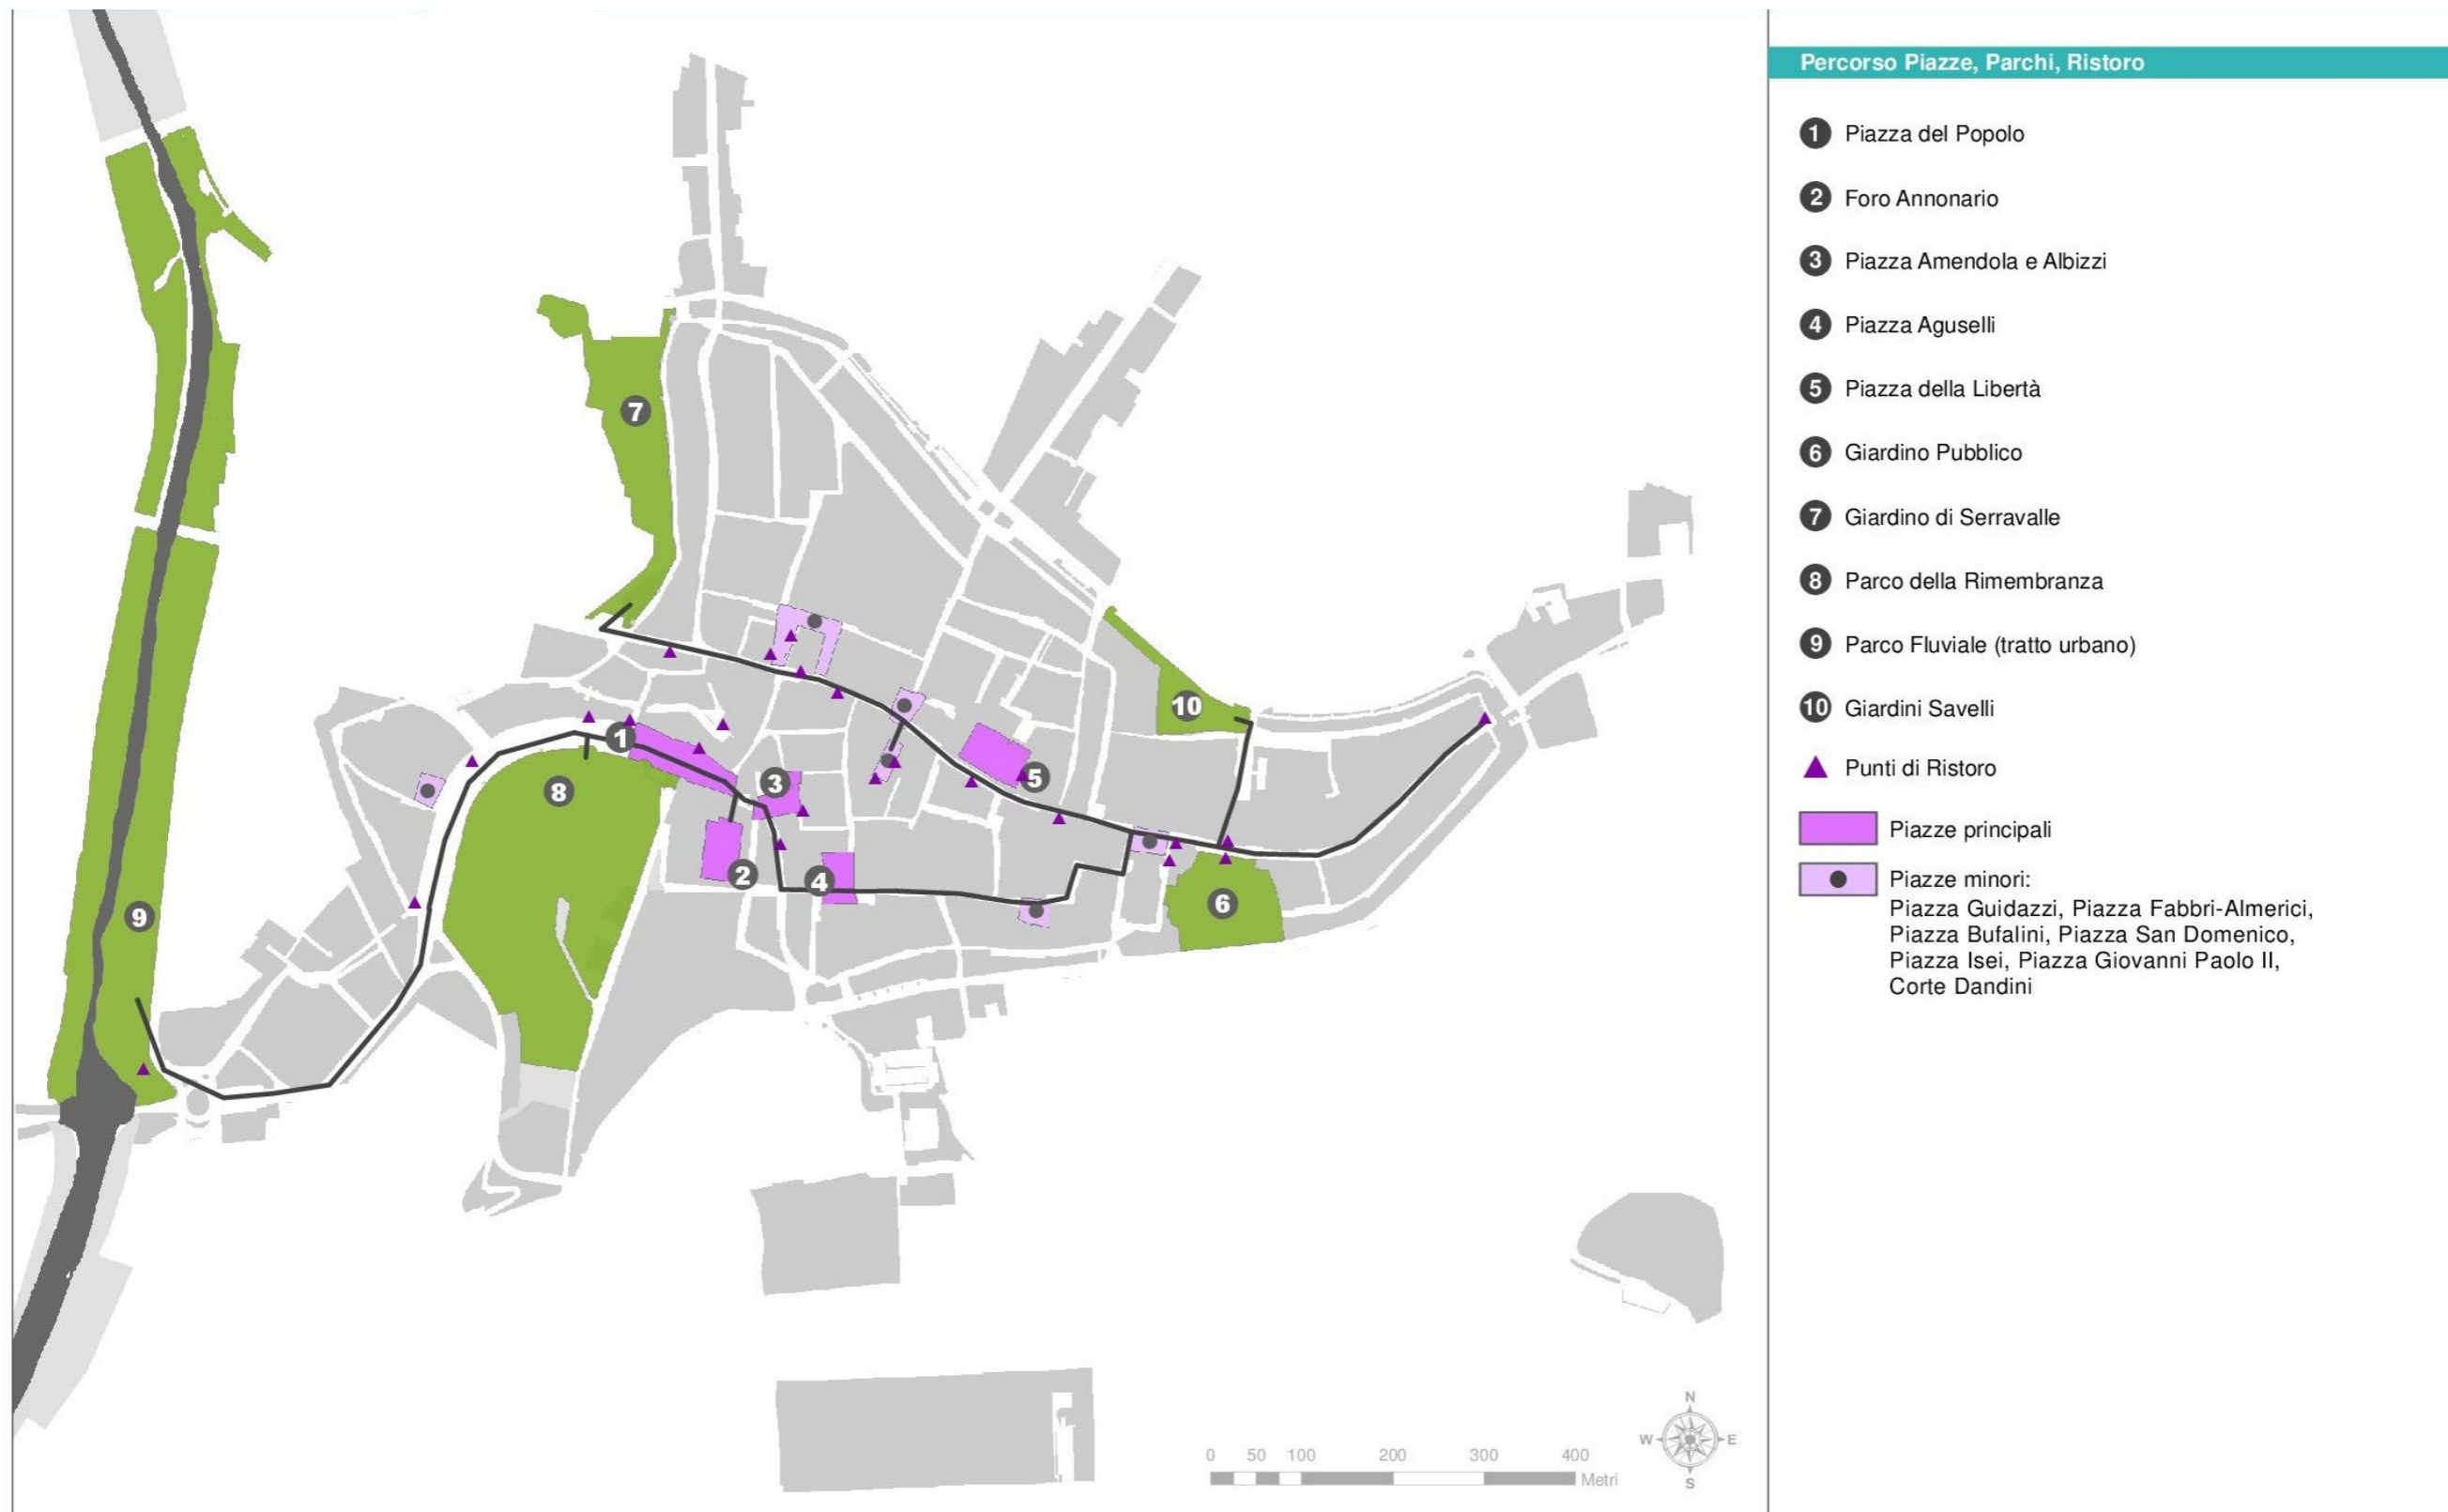 Percorso Piazze, Parchi, Ristoro
1 Piazza del Popolo
2 Foro Annonario
3 Piazza Amendola e Albizzi
4 Piazza Aguselli
5 Piazza della Libertà
6 Giardino Pubblico
7 Giardino di Serravalle
8 Parco della Rimembranza
9 Parco Fluviale (tratto urbano)
10 Giardini Savelli
Punti di Ristoro
Piazze principali
Piazze minori:
Piazza Guidazzi, Piazza Fabbri-Almerici,
Piazza Bufalini, Piazza San Domenico,
Piazza Isei, Piazza Giovanni Paolo II,
Corte Dandini
7
10
1
3
5
8
2
4
6
9
0 50 100 200 300 400
Metri
N
W E
S